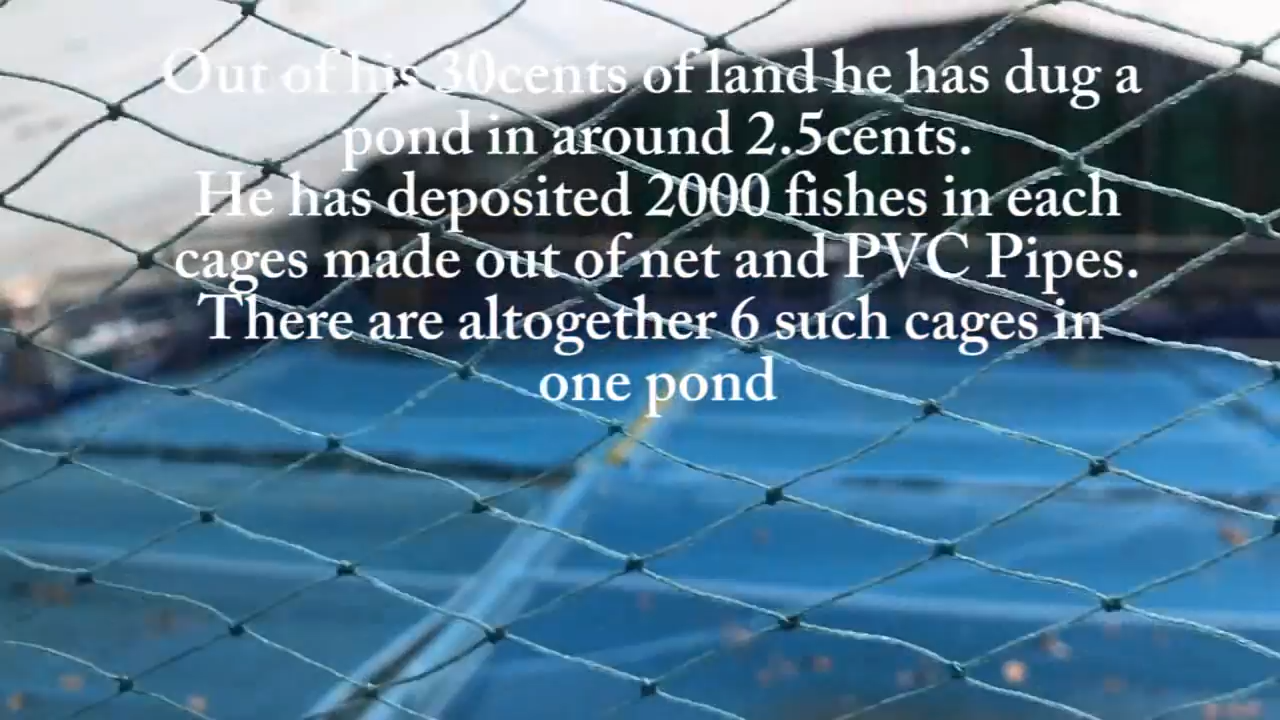 Out of his 30cents of land he has dug a
pond in around 2.5cents.
He has deposited 2000 fishes in each
cages made out of net and PVC Pipes.
There are altogether 6 such cages in
one pond